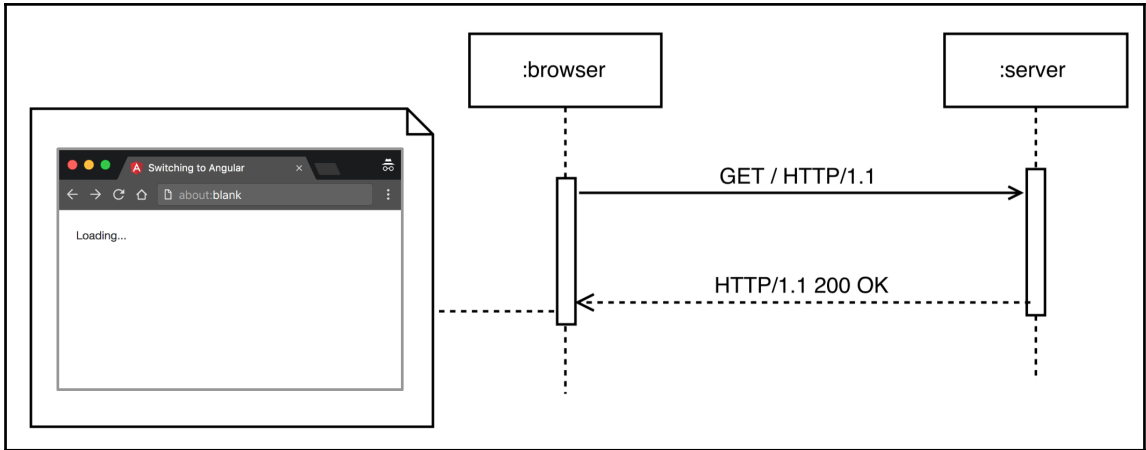 :browser
:server
Switching to Angular
about:blank
Loading...
GET / HTTP/1.1
HTTP/1.1 200 OK